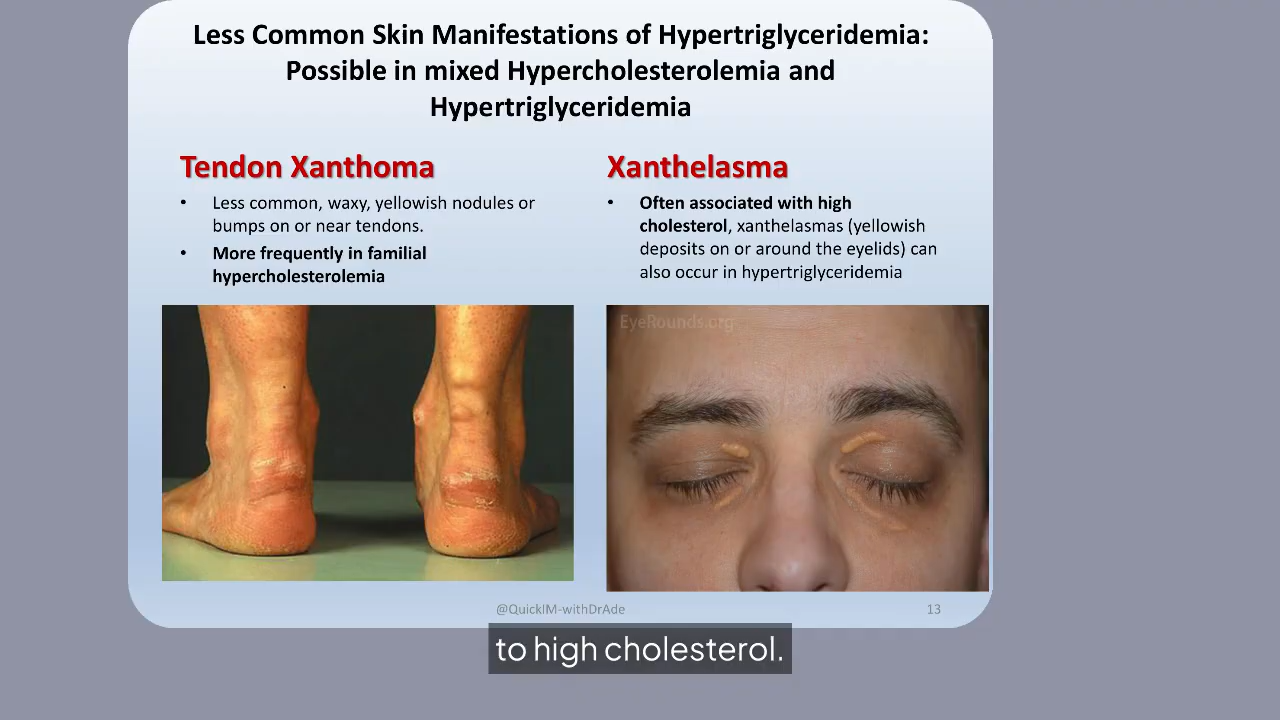 Less Common Skin Manifestations of Hypertriglyceridemia:
Possible in mixed Hypercholesterolemia and
Hypertriglyceridemia
Tendon Xanthoma
• Less common, waxy, yellowish nodules or
bumps on or near tendons.
• More frequently in familial
hypercholesterolemia
Xanthelasma
• Often associated with high
cholesterol, xanthelasmas (yellowish
deposits on or around the eyelids) can
also occur in hypertriglyceridemia
EyeRounds.org
@QuickIM-withDrAde
13
to high cholesterol.